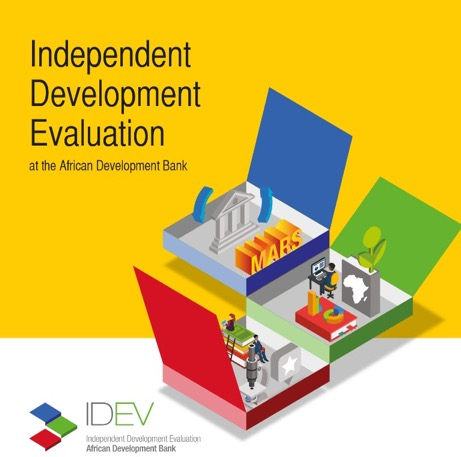 Independent
Development
Evaluation
at the African Development Bank
MARS
IDEV
Independent Development Evaluation
African Development Bank